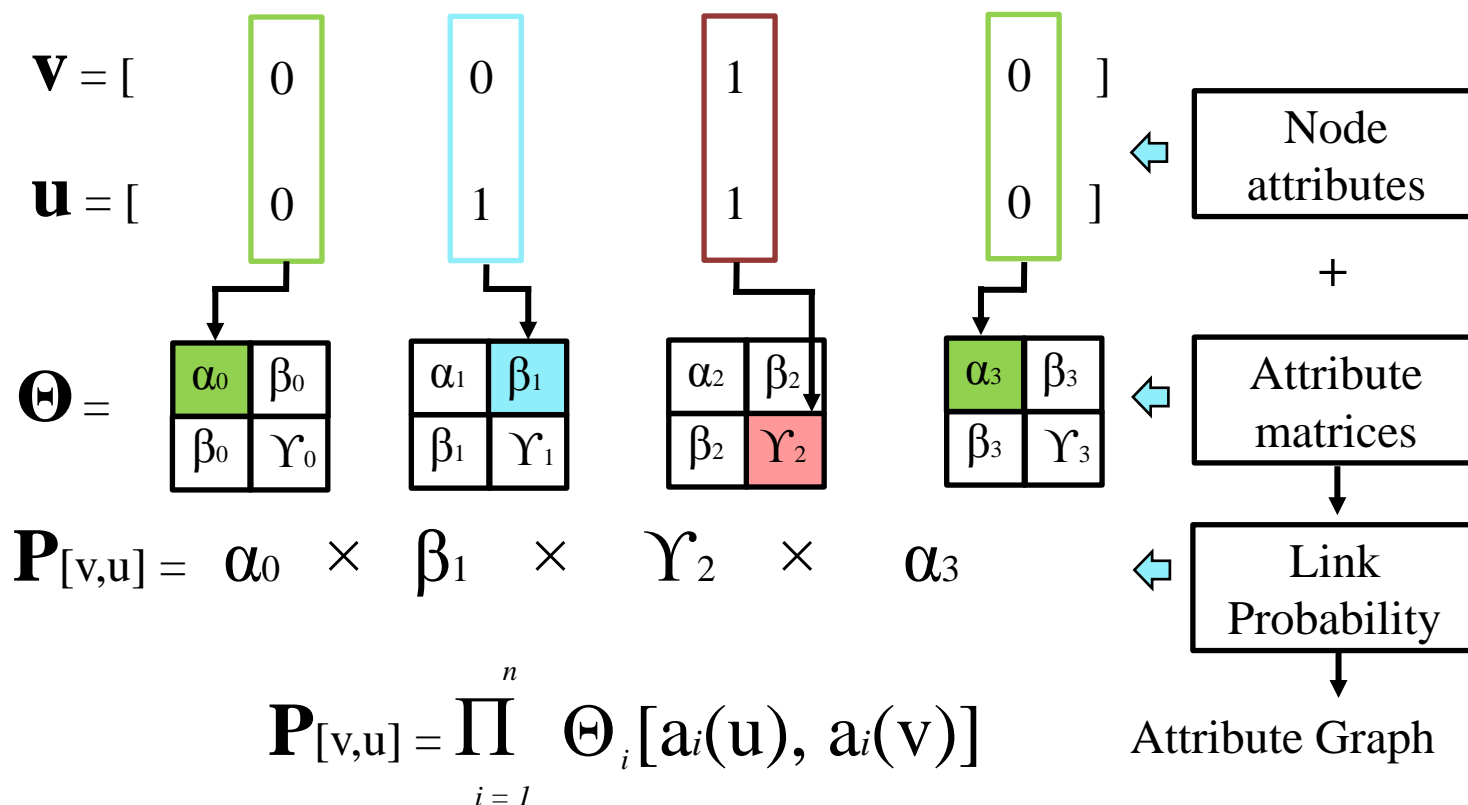 v = [ 0 0 1 0 ]
Node
attributes
u = [ 0 1 1 0 ]
+
Θ =
α0 β0
β0 ϒ0
α1 β1
β1 ϒ1
α2 β2
β2 ϒ2
α3 β3
β3 ϒ3
Attribute
matrices
P[v,u] = α0 × β1 × ϒ2 × α3
Link
Probability
P[v,u] = ∏ n i = 1 Θi [ai(u), ai(v)]
Attribute Graph